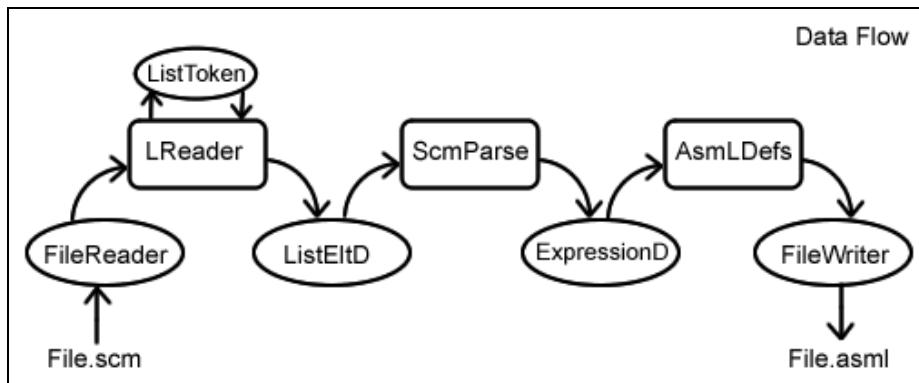 Data Flow
ListToken
LReader
ScmParse
AsmLDefs
FileReader
ListEltD
ExpressionD
FileWriter
File.scm
File.asml